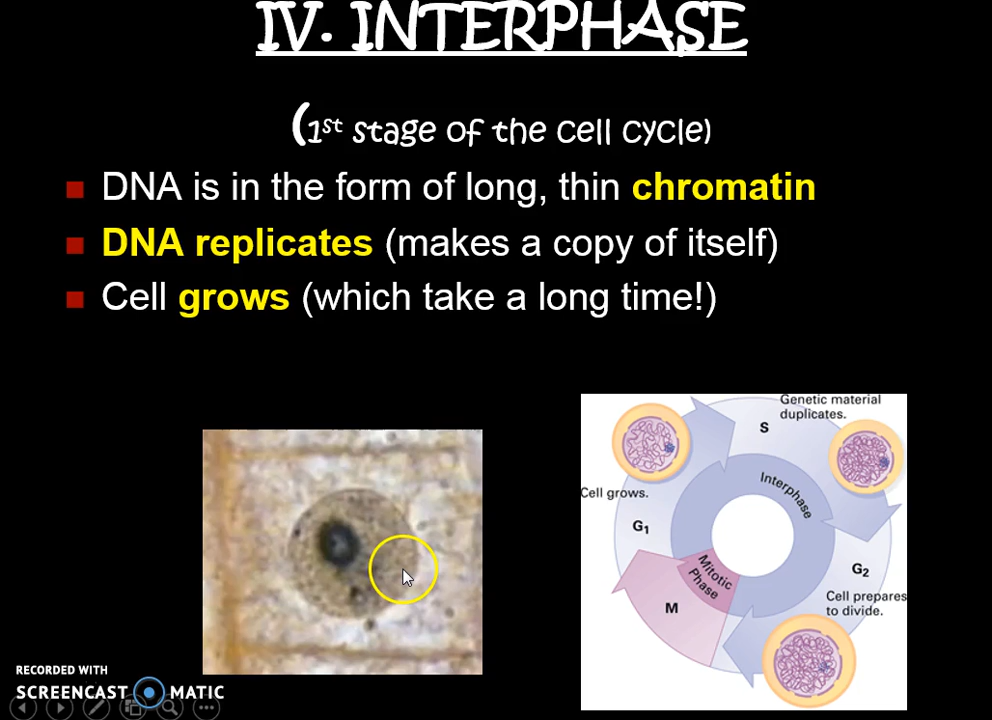 IV. INTERPHASE
(1st stage of the cell cycle)
DNA is in the form of long, thin chromatin
DNA replicates (makes a copy of itself)
Cell grows (which take a long time!)
Genetic material
duplicates.
S
Interphase
Cell grows.
G1
G2
Mitotic
Phase
Cell prepares
to divide.
M
RECORDED WITH
SCREENCAST MATIC